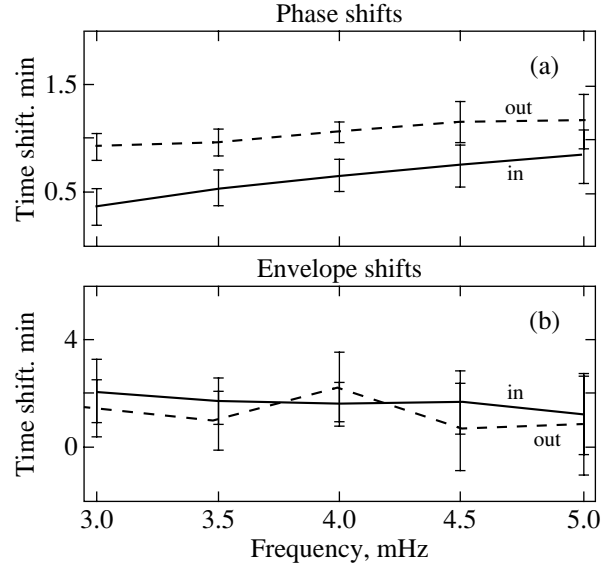 Phase shifts
(a)
1.5
out
0.5
in
Time shift. min
Envelope shifts
(b)
4
in
0
out
Time shift. min
3.0 3.5 4.0 4.5 5.0
Frequency, mHz